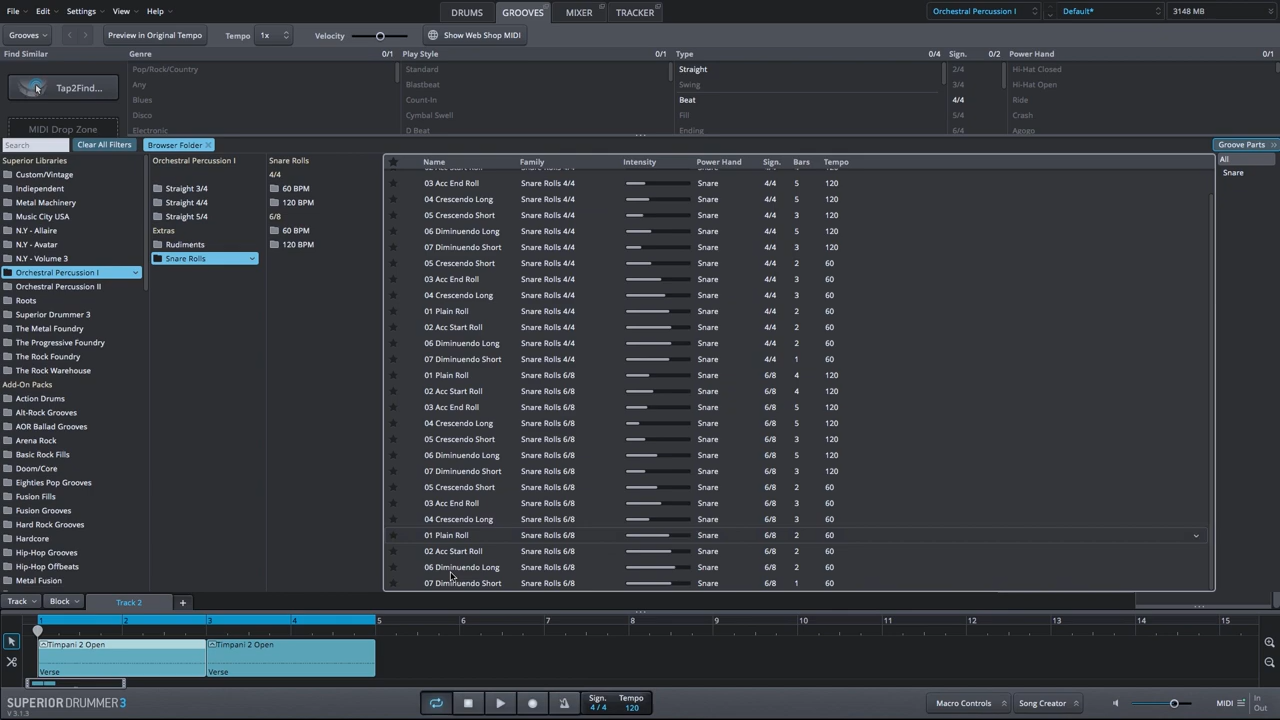 File Edit Settings View Help DRUMS GROOVES MIXER TRACKER Orchestral Percussion I Default* 3148 MB
Grooves Preview in Original Tempo Tempo 1x Velocity Show Web Shop MIDI
Find Similar Genre 0/1 Play Style 0/1 Type 0/4 Sign. 0/2 Power Hand 0/1
Pop/Rock/Country Standard Straight 2/4 Hi-Hat Closed
Tap2Find... Any Blastbeat Swing 3/4 Hi-Hat Open
Blues Count-In Beat 4/4 Ride
Disco Cymbal Swell Fill 5/4 Crash
MIDI Drop Zone Electronic D Beat Ending 6/8 Agogo
Search Clear All Filters Browser Folder Groove Parts
Superior Libraries Orchestral Percussion I Snare Rolls Name Family Intensity Power Hand Sign. Bars Tempo All
Custom/Vintage 4/4 Snare
Independent Straight 3/4 60 BPM 03 Acc End Roll Snare Rolls 4/4 Snare 4/4 5 120
Metal Machinery Straight 4/4 120 BPM 04 Crescendo Long Snare Rolls 4/4 Snare 4/4 5 120
Music City USA Straight 5/4 6/8 05 Crescendo Short Snare Rolls 4/4 Snare 4/4 3 120
N.Y - Allaire Extras 60 BPM 06 Diminuendo Long Snare Rolls 4/4 Snare 4/4 5 120
N.Y - Avatar Rudiments 120 BPM 07 Diminuendo Short Snare Rolls 4/4 Snare 4/4 3 120
N.Y - Volume 3 Snare Rolls 05 Crescendo Short Snare Rolls 4/4 Snare 4/4 2 60
Orchestral Percussion I 03 Acc End Roll Snare Rolls 4/4 Snare 4/4 3 60
Orchestral Percussion II 04 Crescendo Long Snare Rolls 4/4 Snare 4/4 3 60
Roots 01 Plain Roll Snare Rolls 4/4 Snare 4/4 2 60
Superior Drummer 3 02 Acc Start Roll Snare Rolls 4/4 Snare 4/4 2 60
The Metal Foundry
The Progressive Foundry 06 Diminuendo Long Snare Rolls 4/4 Snare 4/4 2 60
The Rock Foundry 07 Diminuendo Short Snare Rolls 4/4 Snare 4/4 1 60
The Rock Warehouse 01 Plain Roll Snare Rolls 6/8 Snare 6/8 4 120
Add-On Packs 02 Acc Start Roll Snare Rolls 6/8 Snare 6/8 4 120
Action Drums 03 Acc End Roll Snare Rolls 6/8 Snare 6/8 5 120
Alt-Rock Grooves 04 Crescendo Long Snare Rolls 6/8 Snare 6/8 5 120
AOR Ballad Grooves 05 Crescendo Short Snare Rolls 6/8 Snare 6/8 3 120
Arena Rock
Basic Rock Fills 06 Diminuendo Long Snare Rolls 6/8 Snare 6/8 5 120
Doom/Core 07 Diminuendo Short Snare Rolls 6/8 Snare 6/8 3 120
Eighties Pop Grooves 05 Crescendo Short Snare Rolls 6/8 Snare 6/8 2 60
Fusion Fills 03 Acc End Roll Snare Rolls 6/8 Snare 6/8 3 60
Fusion Grooves 04 Crescendo Long Snare Rolls 6/8 Snare 6/8 3 60
Hard Rock Grooves
Hardcore 01 Plain Roll Snare Rolls 6/8 Snare 6/8 2 60
Hip-Hop Grooves 02 Acc Start Roll Snare Rolls 6/8 Snare 6/8 2 60
Hip-Hop Offbeats 06 Diminuendo Long Snare Rolls 6/8 Snare 6/8 2 60
Metal Fusion 07 Diminuendo Short Snare Rolls 6/8 Snare 6/8 1 60
Track Block Track 2 +
1 2 3 4 5 6 7 8 9 10 11 12 13 14 15
Timpani 2 Open Timpani 2 Open
Verse Verse
SUPERIOR DRUMMER 3 Sign. 4/4 Tempo 120 Macro Controls Song Creator MIDI In
V 3.1.3 Out